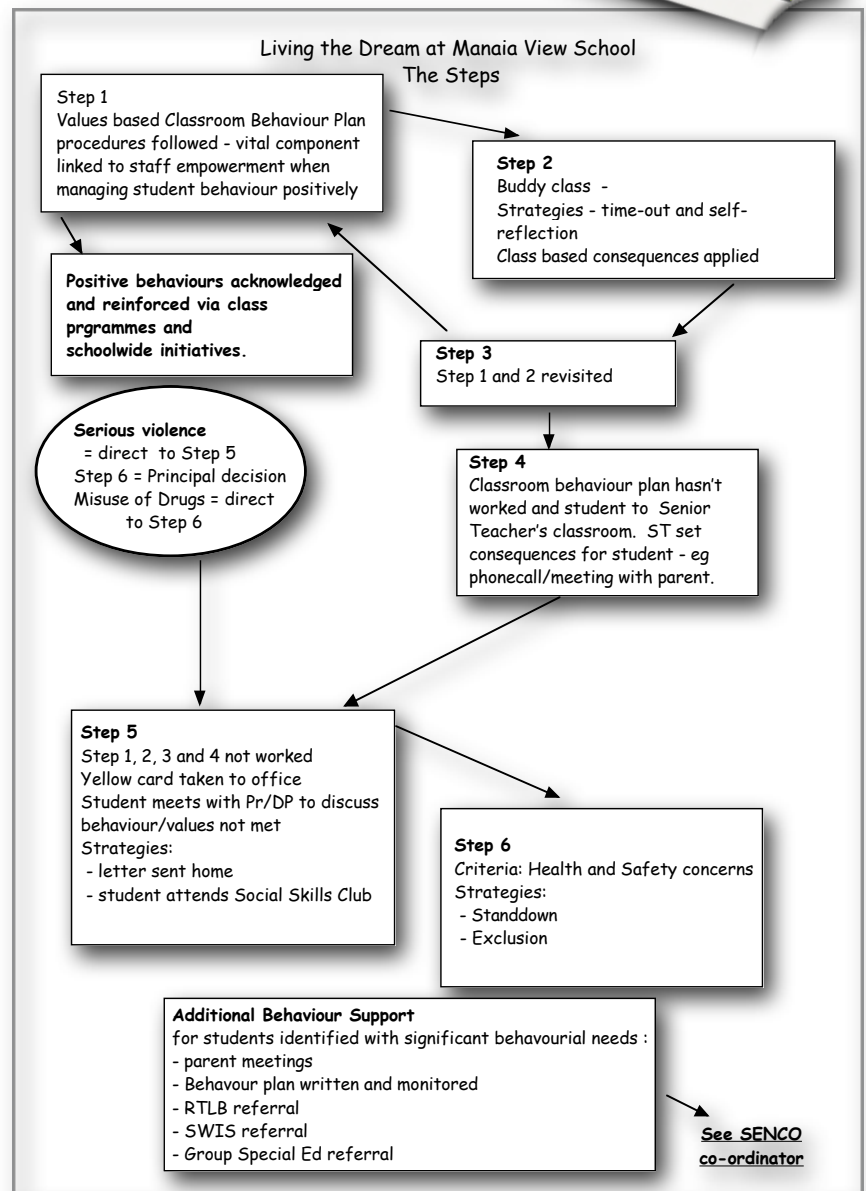 Living the Dream at Manaia View School
The Steps
Step 1
Values based Classroom Behaviour Plan
procedures followed - vital component
linked to staff empowerment when
managing student behaviour positively
Step 2
Buddy class -
Strategies - time-out and self-
reflection
Class based consequences applied
Positive behaviours acknowledged
and reinforced via class
prgrammes and
schoolwide initiatives.
Step 3
Step 1 and 2 revisited
Serious violence
= direct to Step 5
Step 6 = Principal decision
Misuse of Drugs = direct
to Step 6
Step 4
Classroom behaviour plan hasn't
worked and student to Senior
Teacher's classroom. ST set
consequences for student - eg
phonecall/meeting with parent.
Step 5
Step 1, 2, 3 and 4 not worked
Yellow card taken to office
Student meets with Pr/DP to discuss
behaviour/values not met
Strategies:
- letter sent home
- student attends Social Skills Club
Step 6
Criteria: Health and Safety concerns
Strategies:
- Standdown
- Exclusion
Additional Behaviour Support
for students identified with significant behavourial needs :
- parent meetings
- Behavour plan written and monitored
- RTLB referral
- SWIS referral
- Group Special Ed referral
See SENCO
co-ordinator